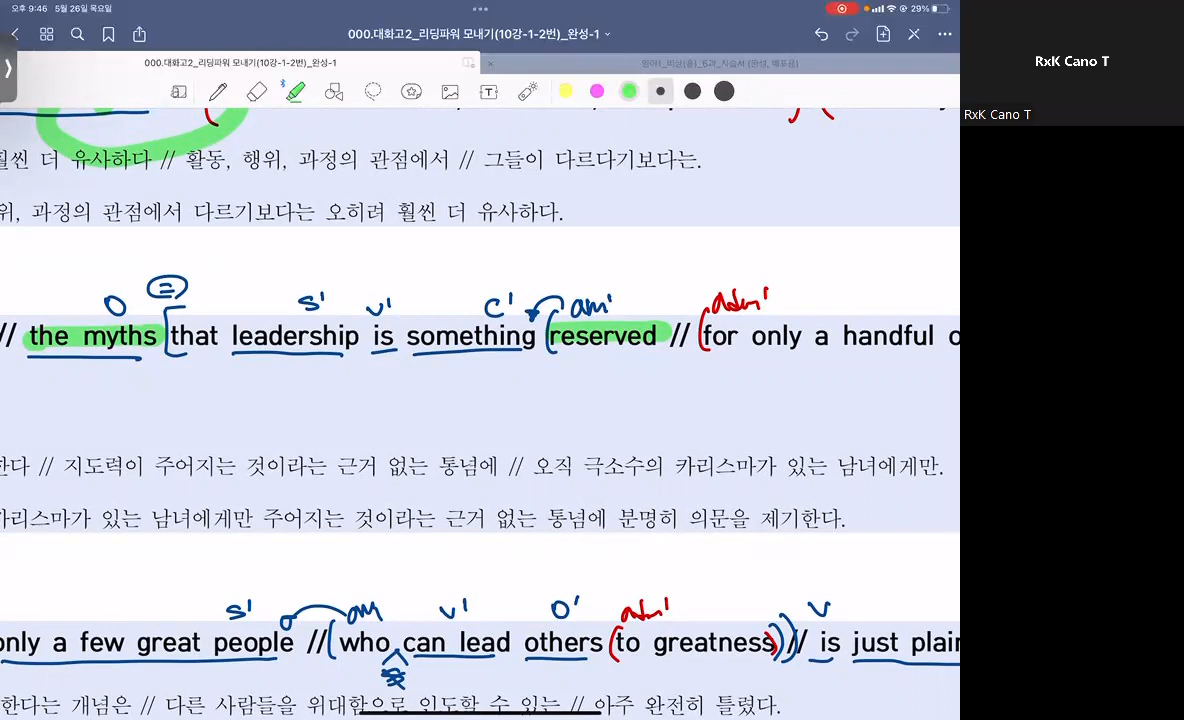 오후 9:46 5월 26일 목요일
29%
000.대화고2_리딩파워 모내기(10강-1-2번)_완성-1
000.대화고2_리딩파워 모내기(10강-1-2번)_완성-1
RxK Cano T
RxK Cano T
훨씬 더 유사하다 // 활동, 행위, 과정의 관점에서 // 그들이 다르다기보다는.
위, 과정의 관점에서 다르기보다는 오히려 훨씬 더 유사하다.
O = S' V' C' am' adm'
// the myths [that leadership is something (reserved // (for only a handful o
한다 // 지도력이 주어지는 것이라는 근거 없는 통념에 // 오직 극소수의 카리스마가 있는 남녀에게만.
카리스마가 있는 남녀에게만 주어지는 것이라는 근거 없는 통념에 분명히 의문을 제기한다.
S' am V' O' adm' V
only a few great people // (who can lead others (to greatness))// is just plain
한다는 개념은 // 다른 사람들을 위대함으로 인도할 수 있는 // 아주 완전히 틀렸다.